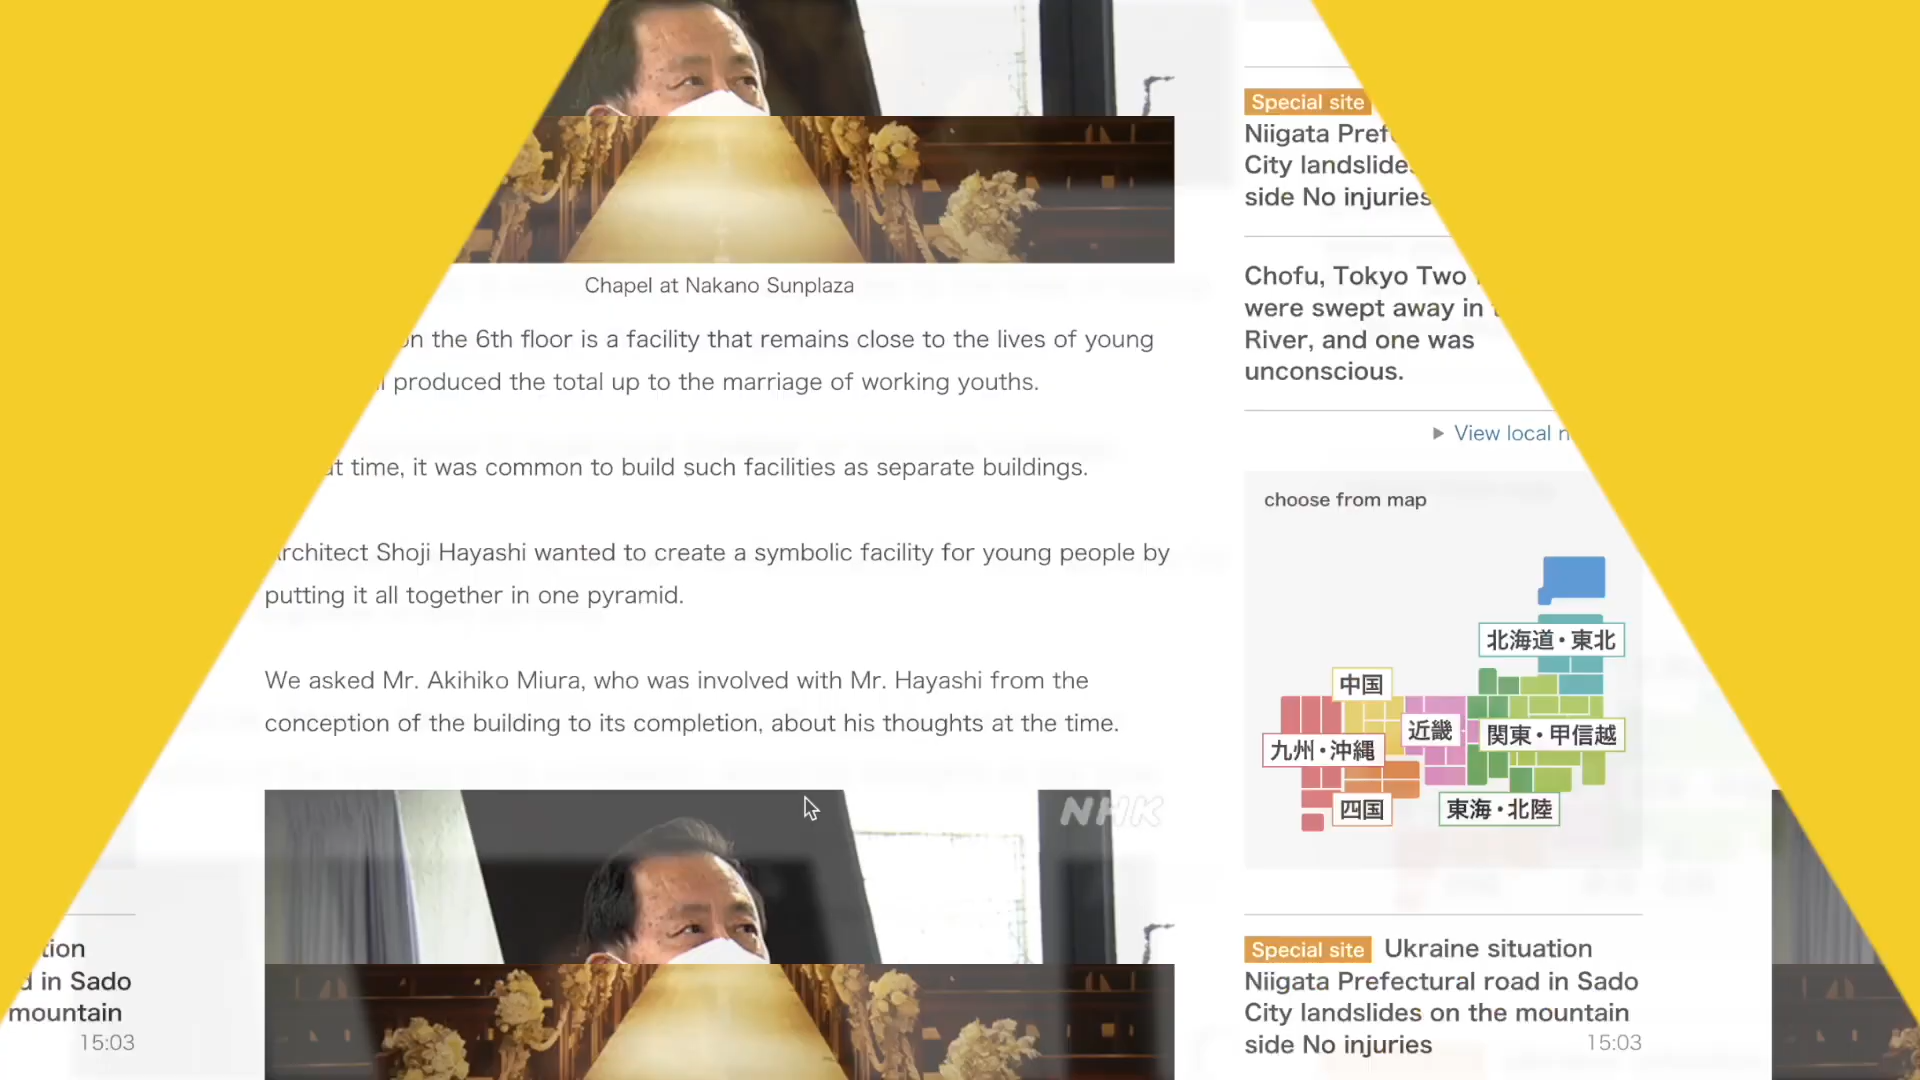 Chapel at Nakano Sunplaza
on the 6th floor is a facility that remains close to the lives of young
produced the total up to the marriage of working youths.
at time, it was common to build such facilities as separate buildings.
Architect Shoji Hayashi wanted to create a symbolic facility for young people by
putting it all together in one pyramid.
We asked Mr. Akihiko Miura, who was involved with Mr. Hayashi from the
conception of the building to its completion, about his thoughts at the time.
NHK
Special site
Niigata Pref
City landslides
side No injuries
Chofu, Tokyo Two
were swept away in
River, and one was
unconscious.
View local n
choose from map
北海道・東北
中国
近畿
関東・甲信越
九州・沖縄
四国
東海・北陸
Special site Ukraine situation
Niigata Prefectural road in Sado
City landslides on the mountain
side No injuries 15:03
tion
d in Sado
mountain
15:03